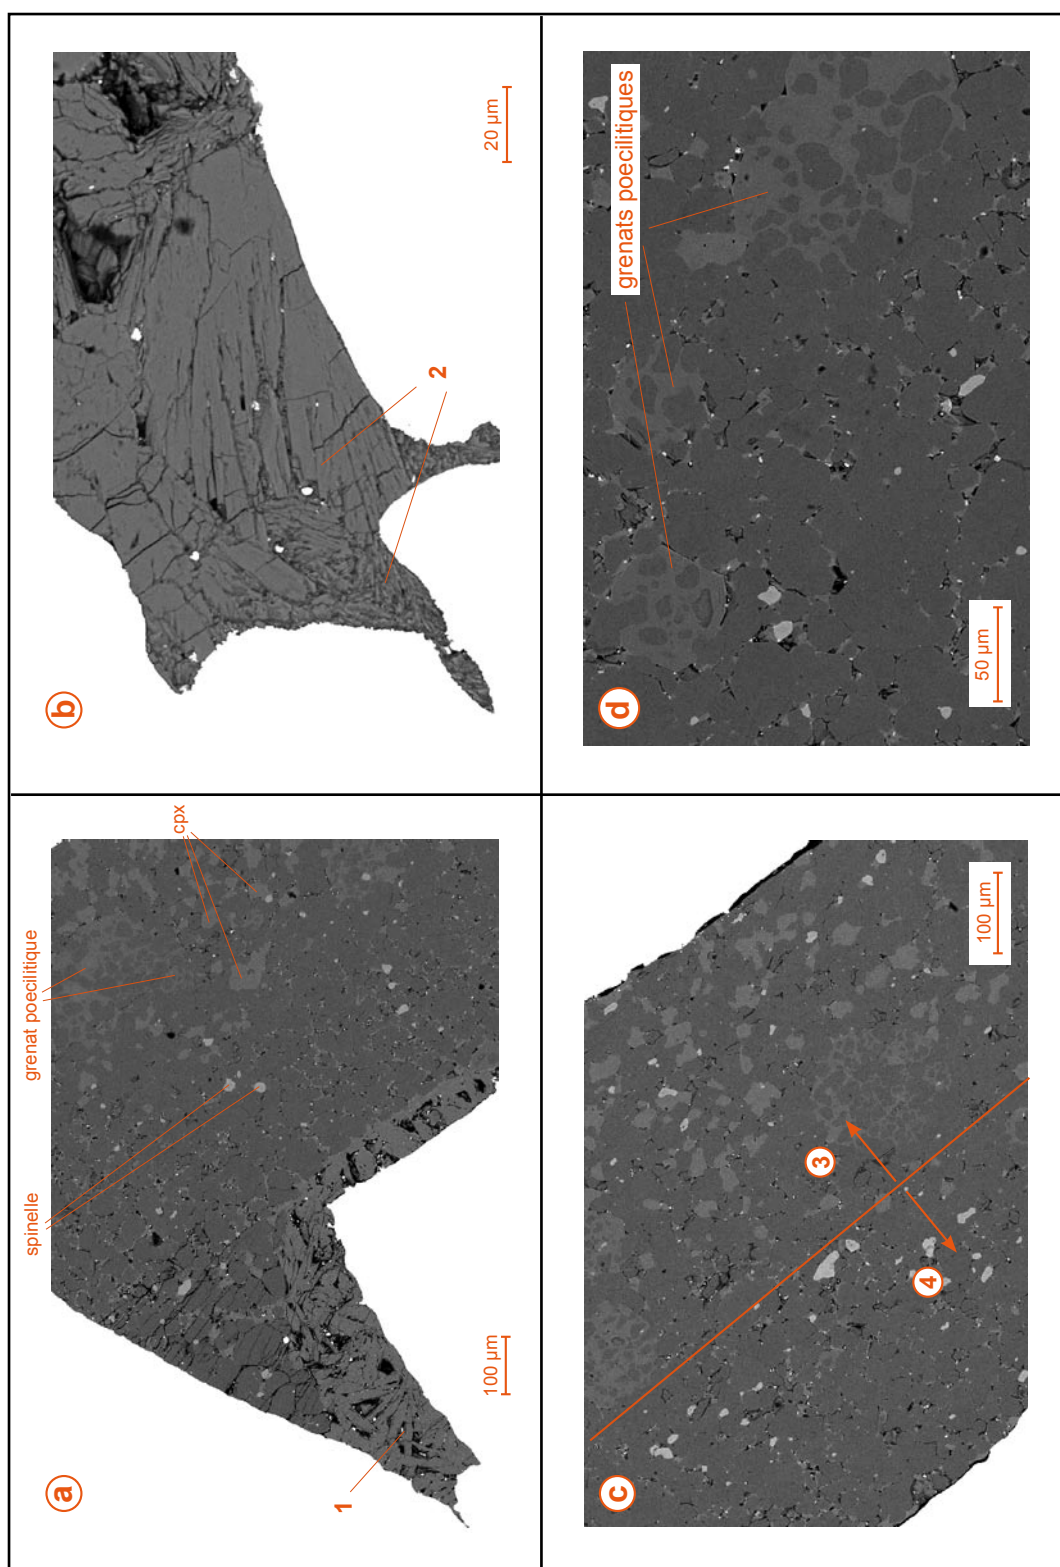 a
spinelle
grenat poecilitique
cpx
1
100 µm
b
2
20 µm
c
3
4
100 µm
d
grenats poecilitiques
50 µm